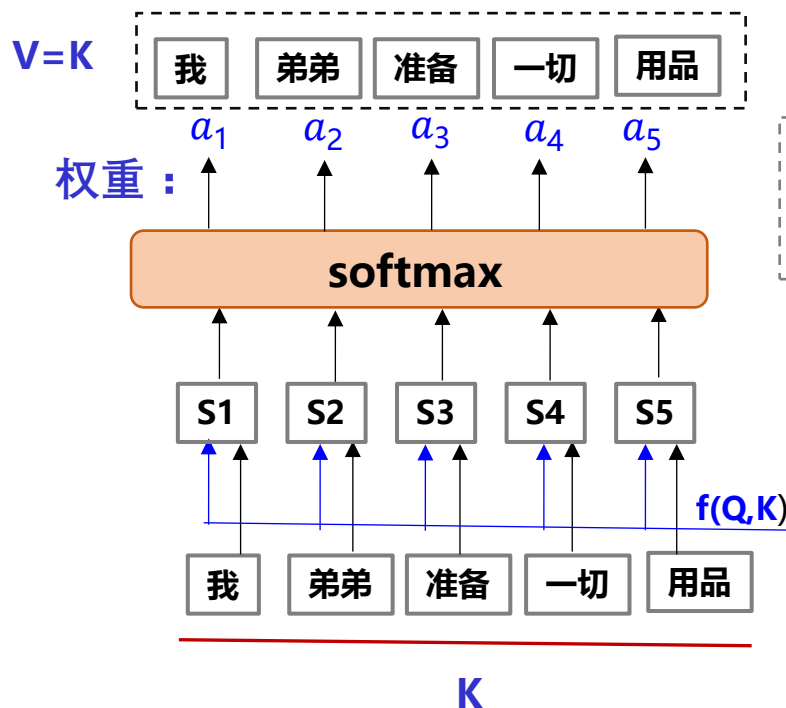 V=K
我 弟弟 准备 一切 用品
a1 a2 a3 a4 a5
权重：
softmax
S1 S2 S3 S4 S5
f(Q,K)
我 弟弟 准备 一切 用品
K